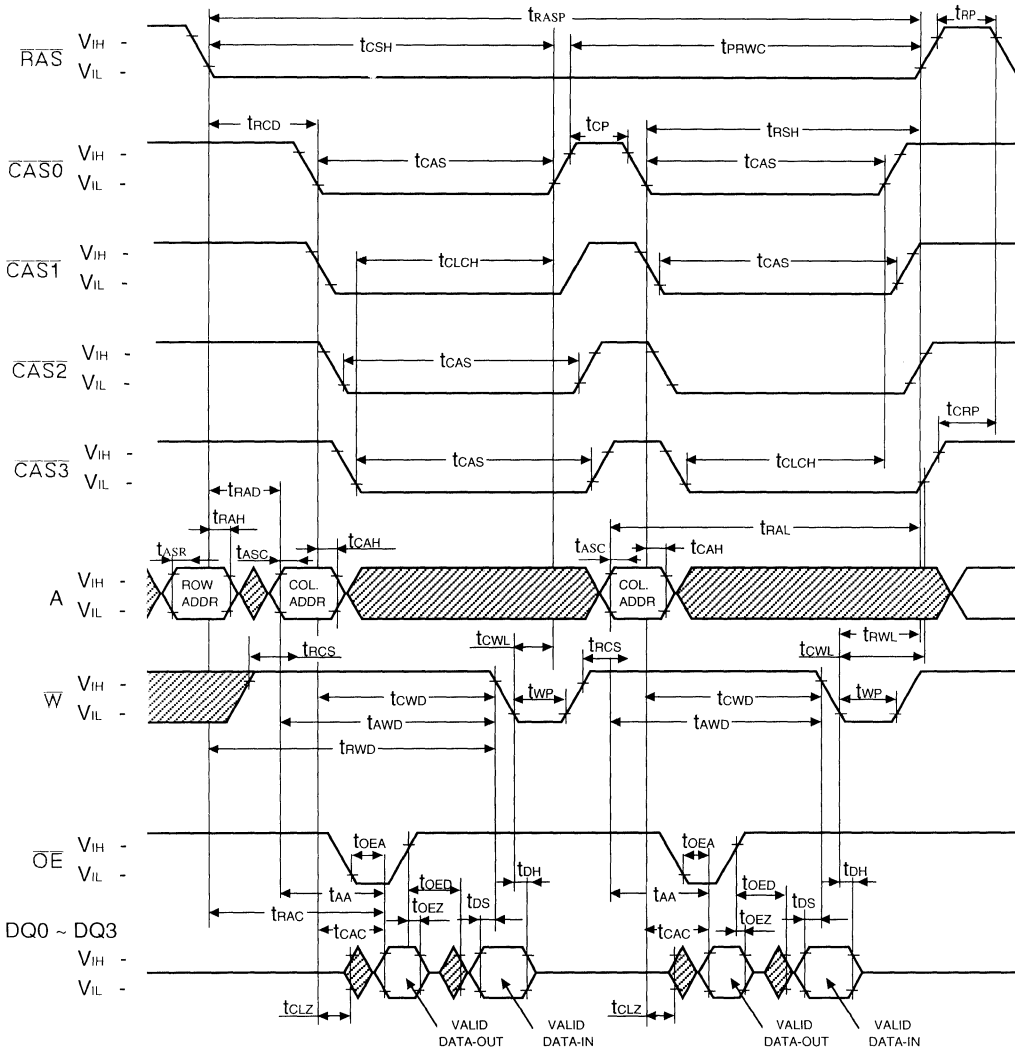 tRASP
tRP
tCSH
tPRWC
RAS
VIH -
VIL -
tRCD
tCP
tRSH
CAS0
VIH -
VIL -
tCAS
tCAS
CAS1
VIH -
VIL -
tCLCH
tCAS
CAS2
VIH -
VIL -
tCAS
tCRP
CAS3
VIH -
VIL -
tCAS
tCLCH
tRAD
tRAH
tRAL
tASR
tASC
tCAH
tASC
tCAH
A
VIH -
VIL -
ROW
ADDR
COL.
ADDR
COL.
ADDR
tRCS
tCWL
tRCS
tCWL
tRWL
W
VIH -
VIL -
tCWD
tWP
tCWD
tWP
tAWD
tAWD
tRWD
OE
VIH -
VIL -
tOEA
tOEA
tAA
tOED
tDH
tAA
tOED
tDH
tRAC
tOEZ
tDS
tOEZ
tDS
DQ0 ~ DQ3
tCAC
tCAC
VIH -
VIL -
tCLZ
tCLZ
VALID
DATA-OUT
VALID
DATA-IN
VALID
DATA-OUT
VALID
DATA-IN